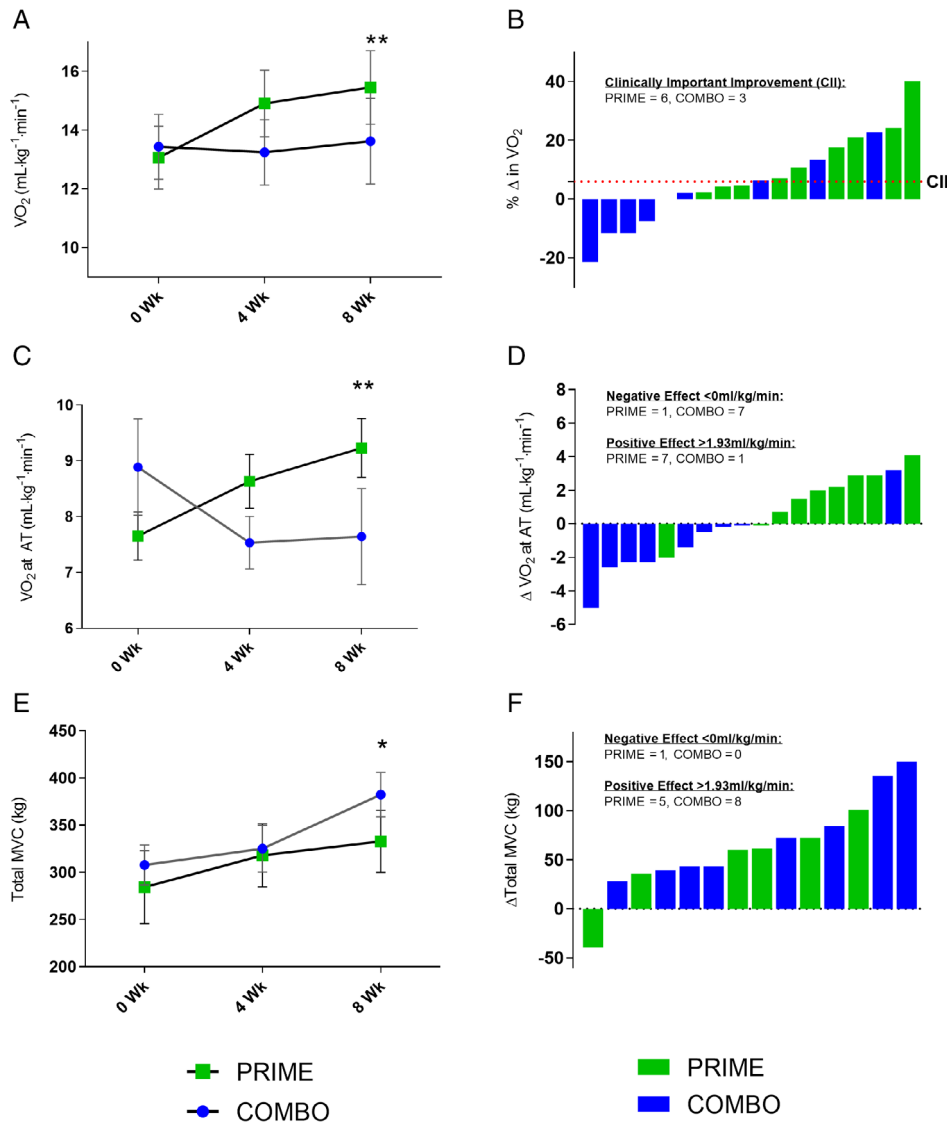 A
VO2 (mL·kg-1·min-1)
16
14
12
10
**
0 Wk
4 Wk
8 Wk
B
% Δ in VO2
40
20
0
-20
Clinically Important Improvement (CII):
PRIME = 6, COMBO = 3
CII
C
VO2 at AT (mL·kg-1·min-1)
10
9
8
7
6
**
0 Wk
4 Wk
8 Wk
D
Δ VO2 at AT (mL·kg-1·min-1)
8
6
4
2
0
-2
-4
-6
Negative Effect <0ml/kg/min:
PRIME = 1, COMBO = 7
Positive Effect >1.93ml/kg/min:
PRIME = 7, COMBO = 1
E
Total MVC (kg)
450
400
350
300
250
200
*
0 Wk
4 Wk
8 Wk
F
ΔTotal MVC (kg)
150
100
50
0
-50
Negative Effect <0ml/kg/min:
PRIME = 1, COMBO = 0
Positive Effect >1.93ml/kg/min:
PRIME = 5, COMBO = 8
PRIME
COMBO
PRIME
COMBO